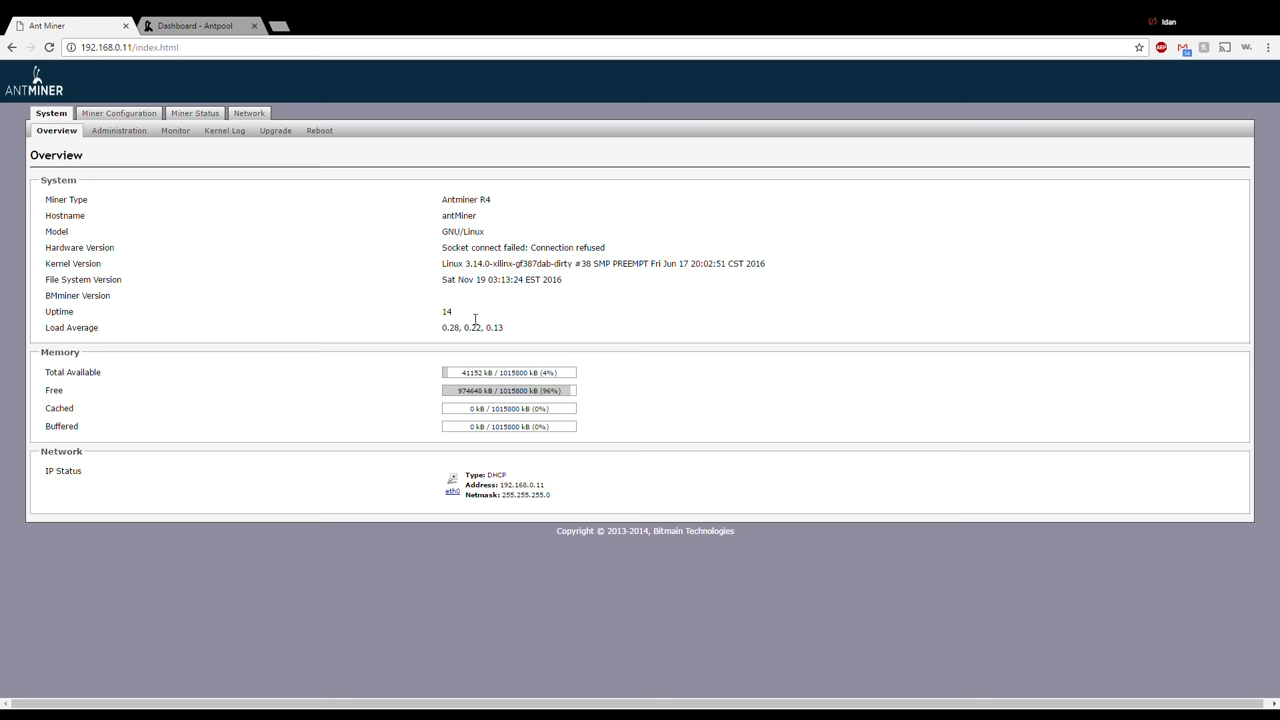 Ant Miner
Dashboard - Antpool
Idan
192.168.0.11/index.html
ABP
W.
ANTMINER
System
Miner Configuration
Miner Status
Network
Overview
Administration
Monitor
Kernel Log
Upgrade
Reboot
Overview
System
Miner Type Antminer R4
Hostname antMiner
Model GNU/Linux
Hardware Version Socket connect failed: Connection refused
Kernel Version Linux 3.14.0-xilinx-gf387dab-dirty #38 SMP PREEMPT Fri Jun 17 20:02:51 CST 2016
File System Version Sat Nov 19 03:13:24 EST 2016
BMminer Version
Uptime 14
Load Average 0.28, 0.22, 0.13
Memory
Total Available 41152 kB / 1015800 kB (4%)
Free 974648 kB / 1015800 kB (96%)
Cached 0 kB / 1015800 kB (0%)
Buffered 0 kB / 1015800 kB (0%)
Network
IP Status
Type: DHCP
Address: 192.168.0.11
eth0
Netmask: 255.255.255.0
Copyright © 2013-2014, Bitmain Technologies